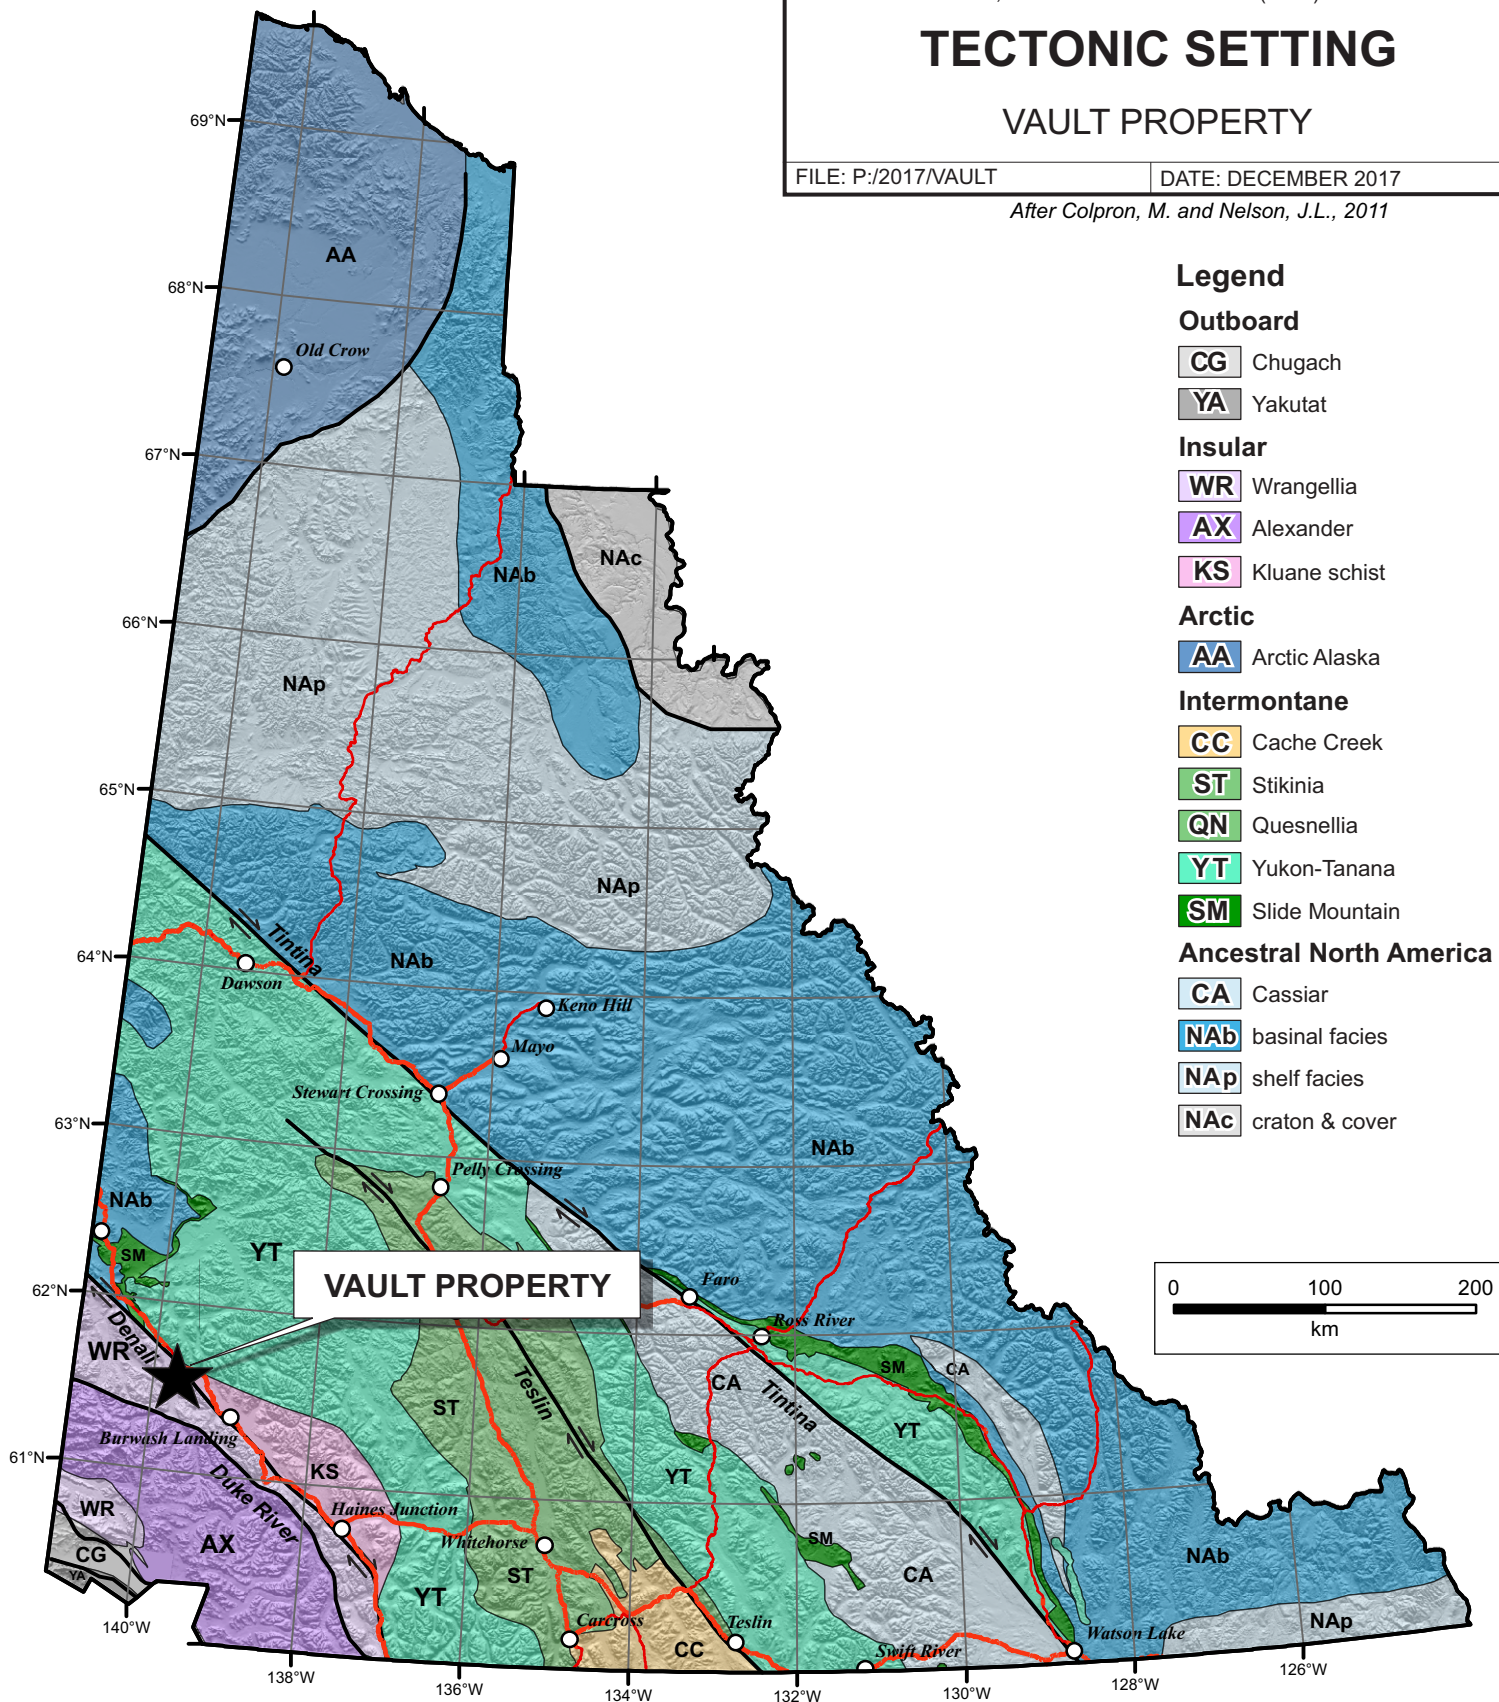 TECTONIC SETTING
VAULT PROPERTY
FILE: P:/2017/VAULT
DATE: DECEMBER 2017
After Colpron, M. and Nelson, J.L., 2011
Legend
Outboard
CG Chugach
YA Yakutat
Insular
WR Wrangellia
AX Alexander
KS Kluane schist
Arctic
AA Arctic Alaska
Intermontane
CC Cache Creek
ST Stikinia
QN Quesnellia
YT Yukon-Tanana
SM Slide Mountain
Ancestral North America
CA Cassiar
NAb basinal facies
NAp shelf facies
NAc craton & cover
0 100 200
km
69°N
68°N
67°N
66°N
65°N
64°N
63°N
62°N
61°N
140°W
138°W
136°W
134°W
132°W
130°W
128°W
126°W
AA
Old Crow
NAc
NAb
NAp
NAp
Tintina
NAb
Dawson
Keno Hill
Mayo
Stewart Crossing
NAb
Pelly Crossing
NAb
YT
SM
VAULT PROPERTY
Faro
Ross River
Denali
WR
SM
CA
CA
Teslin
Tintina
ST
YT
Burwash Landing
KS
YT
Duke River
Haines Junction
WR
AX
Whitehorse
SM
CG
YA
ST
CA
NAb
YT
Carcross
Teslin
CC
Swift River
Watson Lake
NAp